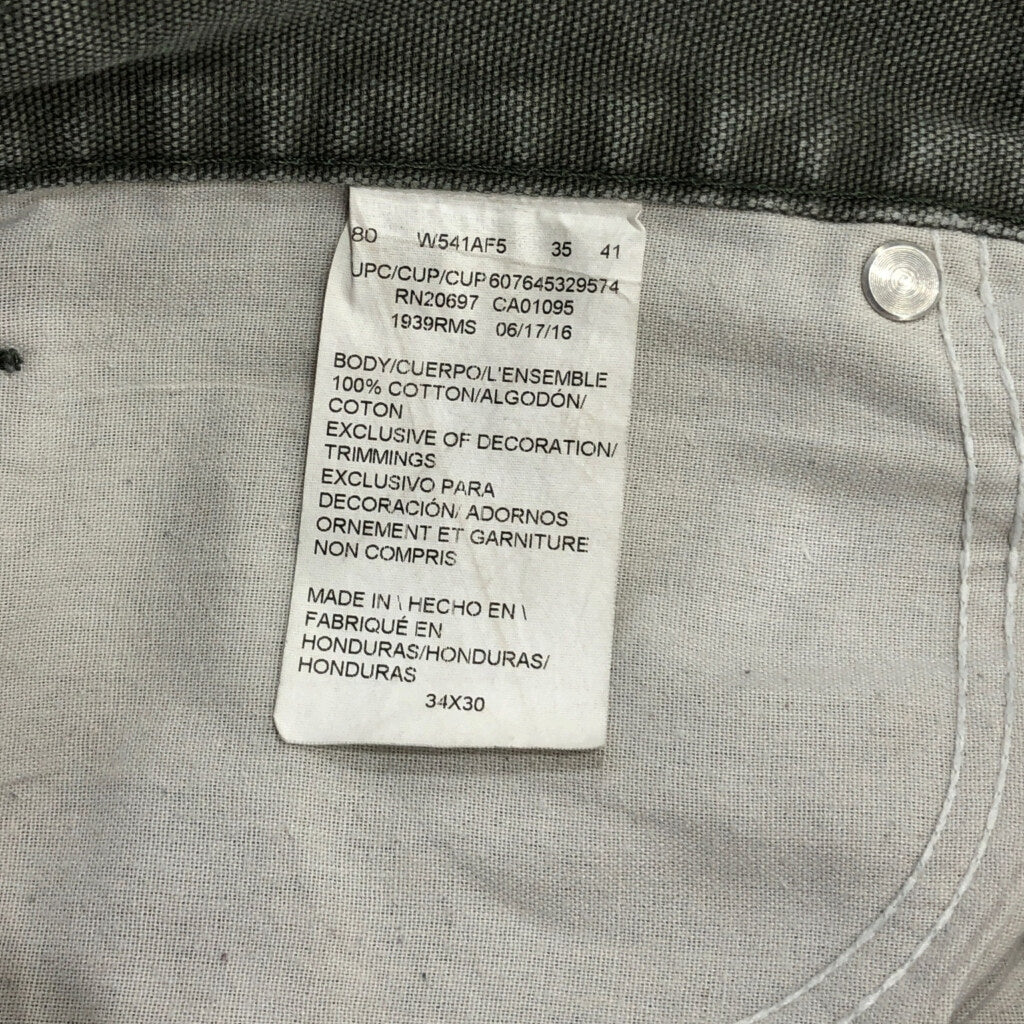 80 W541AF5 35 41
UPC/CUP/CUP 607645329574
RN20697 CA01095
1939RMS 06/17/16
BODY/CUERPO/L'ENSEMBLE
100% COTTON/ALGODÓN/
COTON
EXCLUSIVE OF DECORATION/
TRIMMINGS
EXCLUSIVO PARA
DECORACIÓN/ ADORNOS
ORNEMENT ET GARNITURE
NON COMPRIS
MADE IN \ HECHO EN \
FABRIQUÉ EN
HONDURAS/HONDURAS/
HONDURAS
34X30